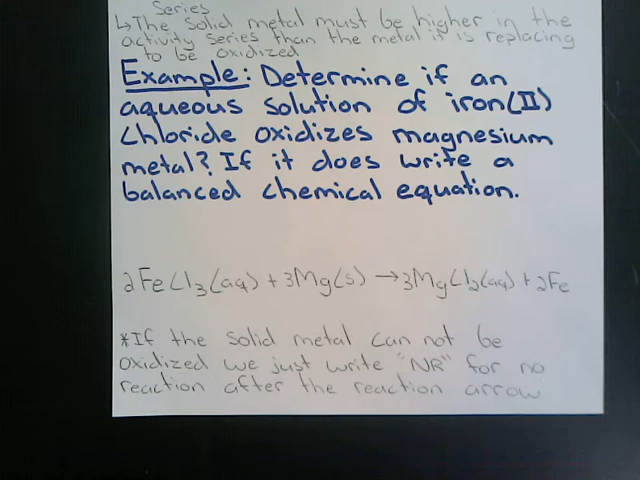 Series
↳The Solid metal must be higher in the
activity series than the metal it is replacing
to be oxidized
Example: Determine if an
aqueous solution of iron(II)
Chloride oxidizes magnesium
metal? If it does write a
balanced chemical equation.
2FeCl₃(aq) + 3Mg(s) → 3MgCl₂(aq) + 2Fe
*If the solid metal can not be
oxidized we just write "NR" for no
reaction after the reaction arrow